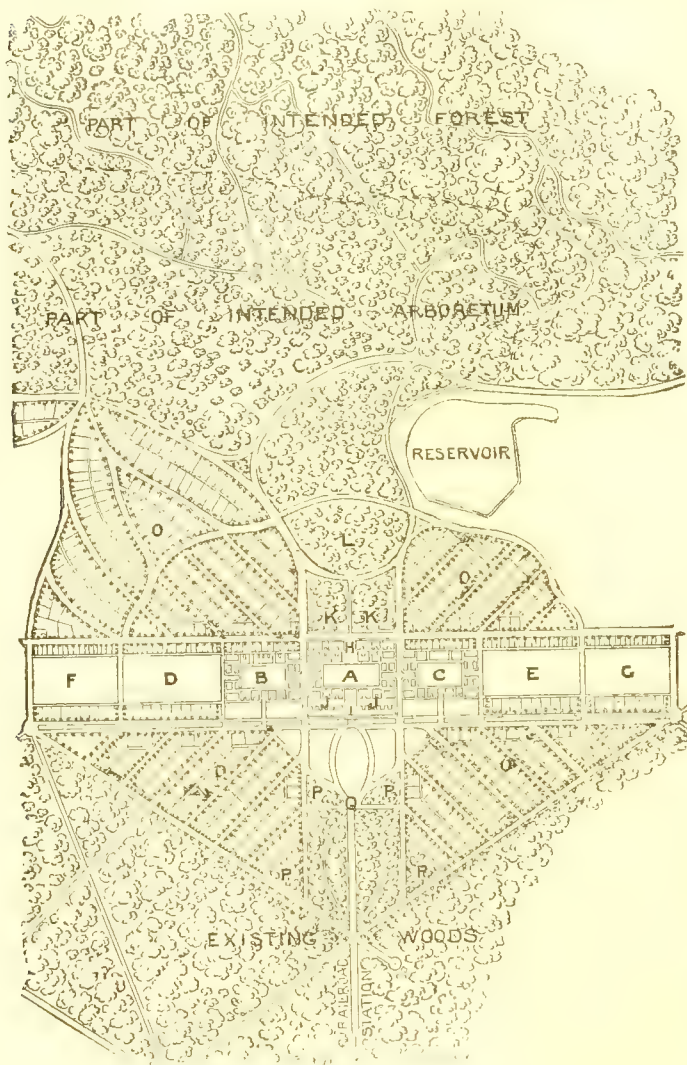 PART OF INTENDED FOREST
PART OF INTENDED ARBORETUM
RESERVOIR
O
L
O
K K
H
F D B A C E G
J J
I
O
O
P P
Q
P
P
EXISTING WOODS
RAILROAD
STATION